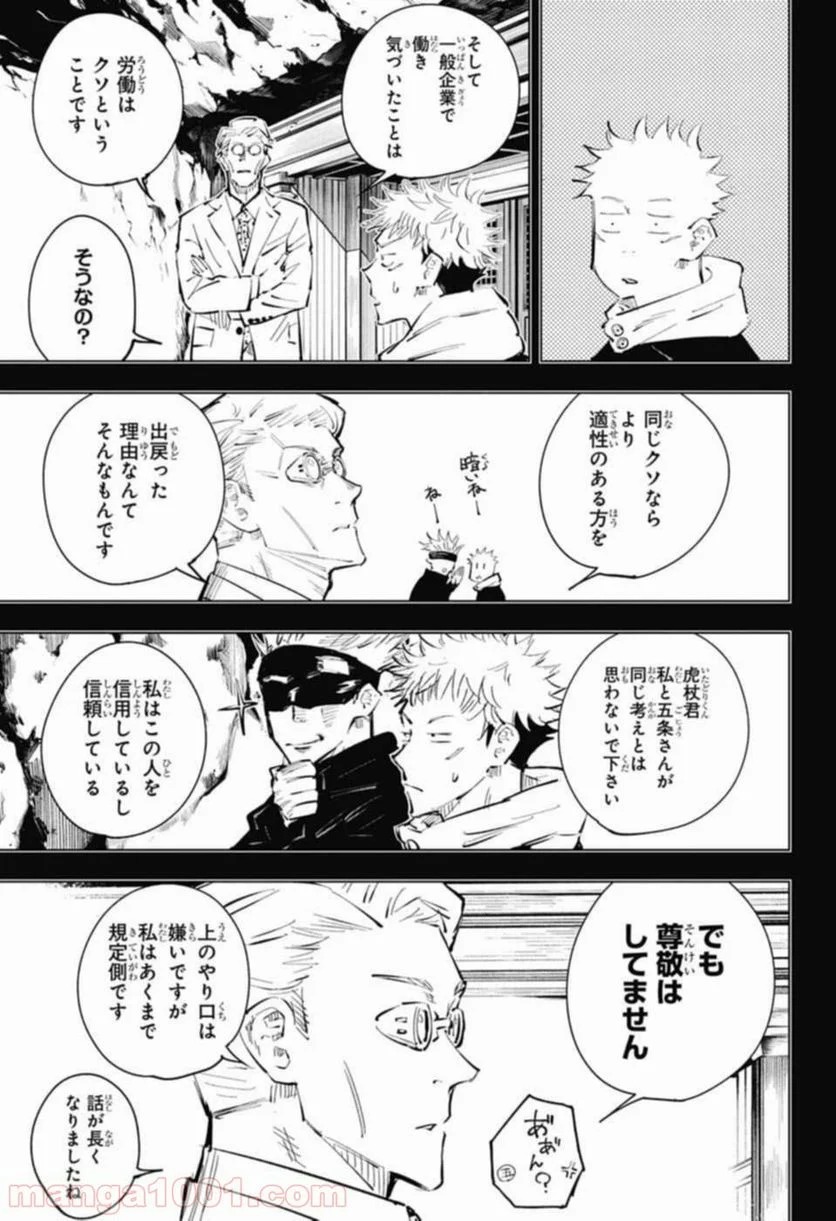 そして
一般企業で
働き
気づいたことは
労働は
クソという
ことです
そうなの？
同じクソなら
より
適性のある方を
暗いねー
ねー
出戻った
理由なんて
そんなもんです
虎杖君
私と五条さんが
同じ考えとは
思わないで下さい
私はこの人を
信用しているし
信頼している
でも
尊敬は
してません
あぁん？
五
上のやり口は
嫌いですが
私はあくまで
規定側です
話が長く
なりましたね
manga1001.com